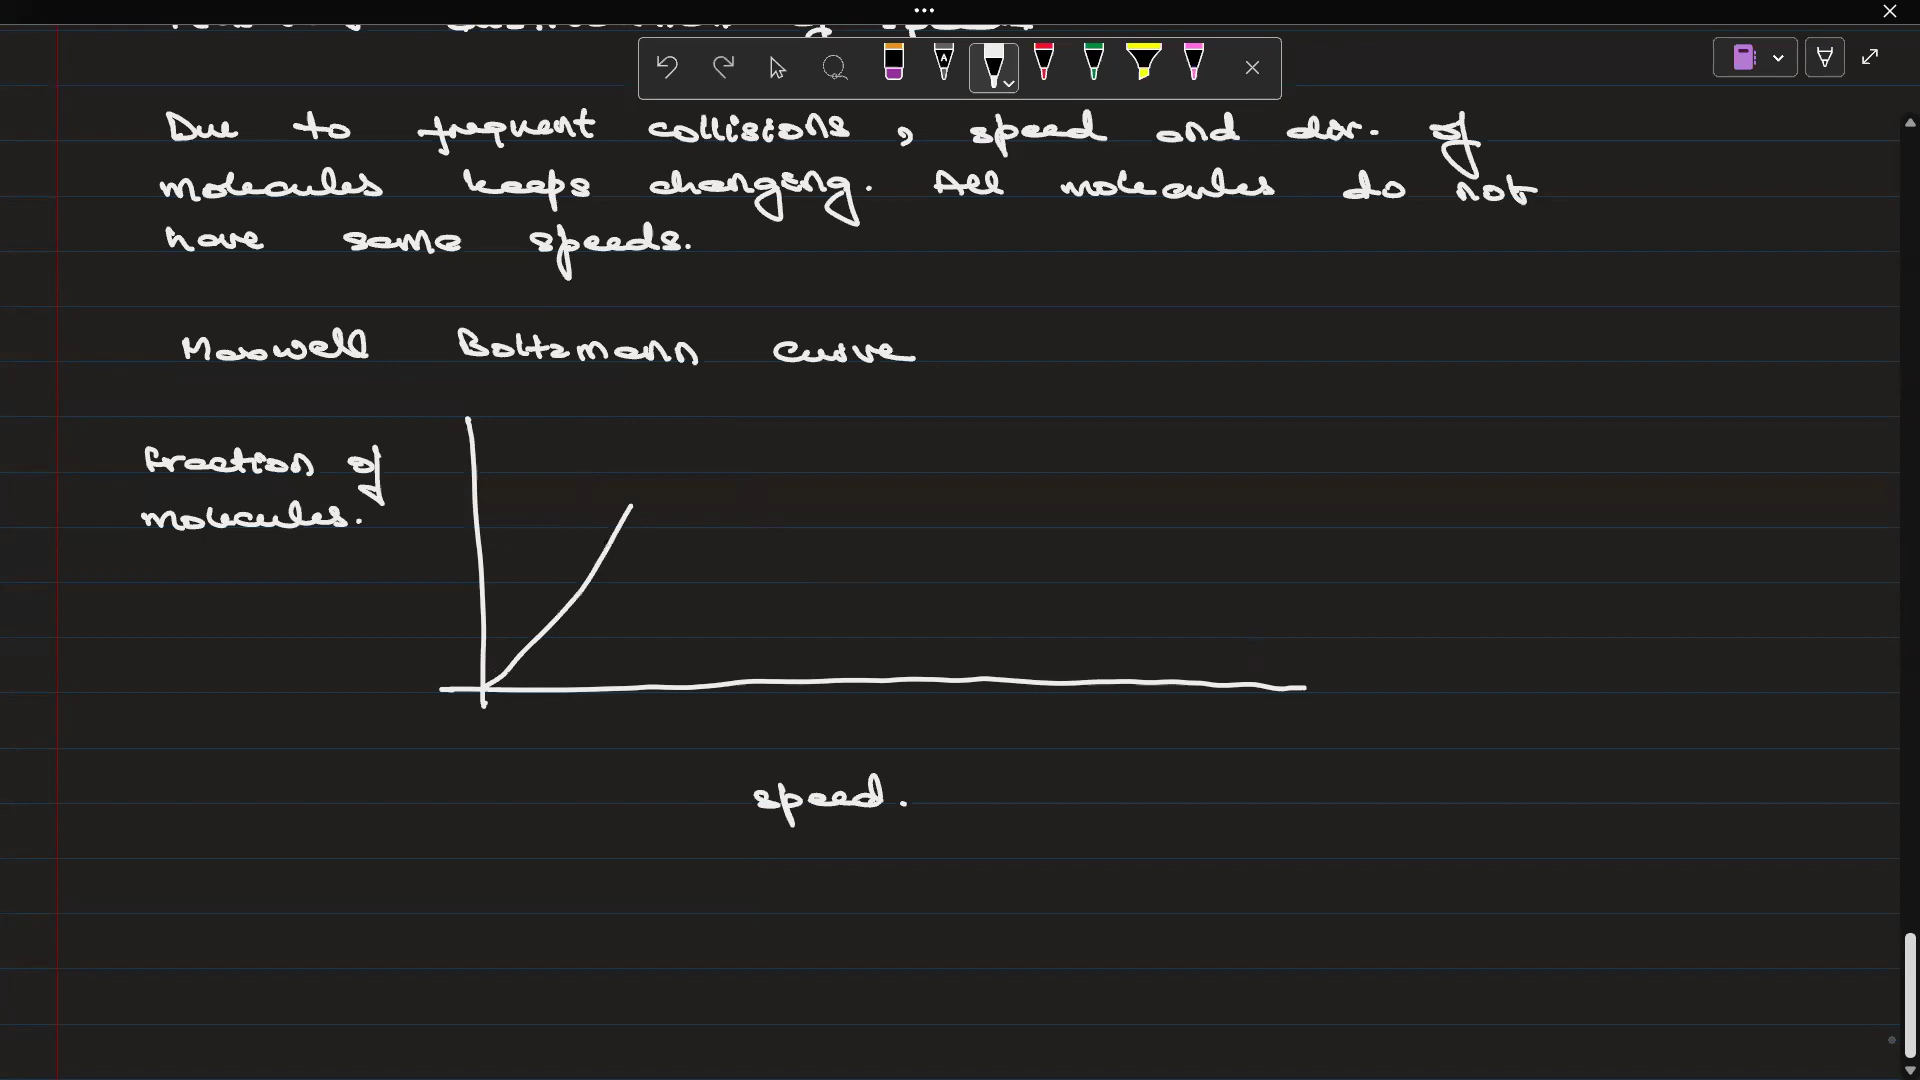 Due to frequent collisions, speed and dir. of
molecules keeps changing. All molecules do not
have same speeds.
Maxwell Boltzmann curve
fraction of
molecules.
speed.